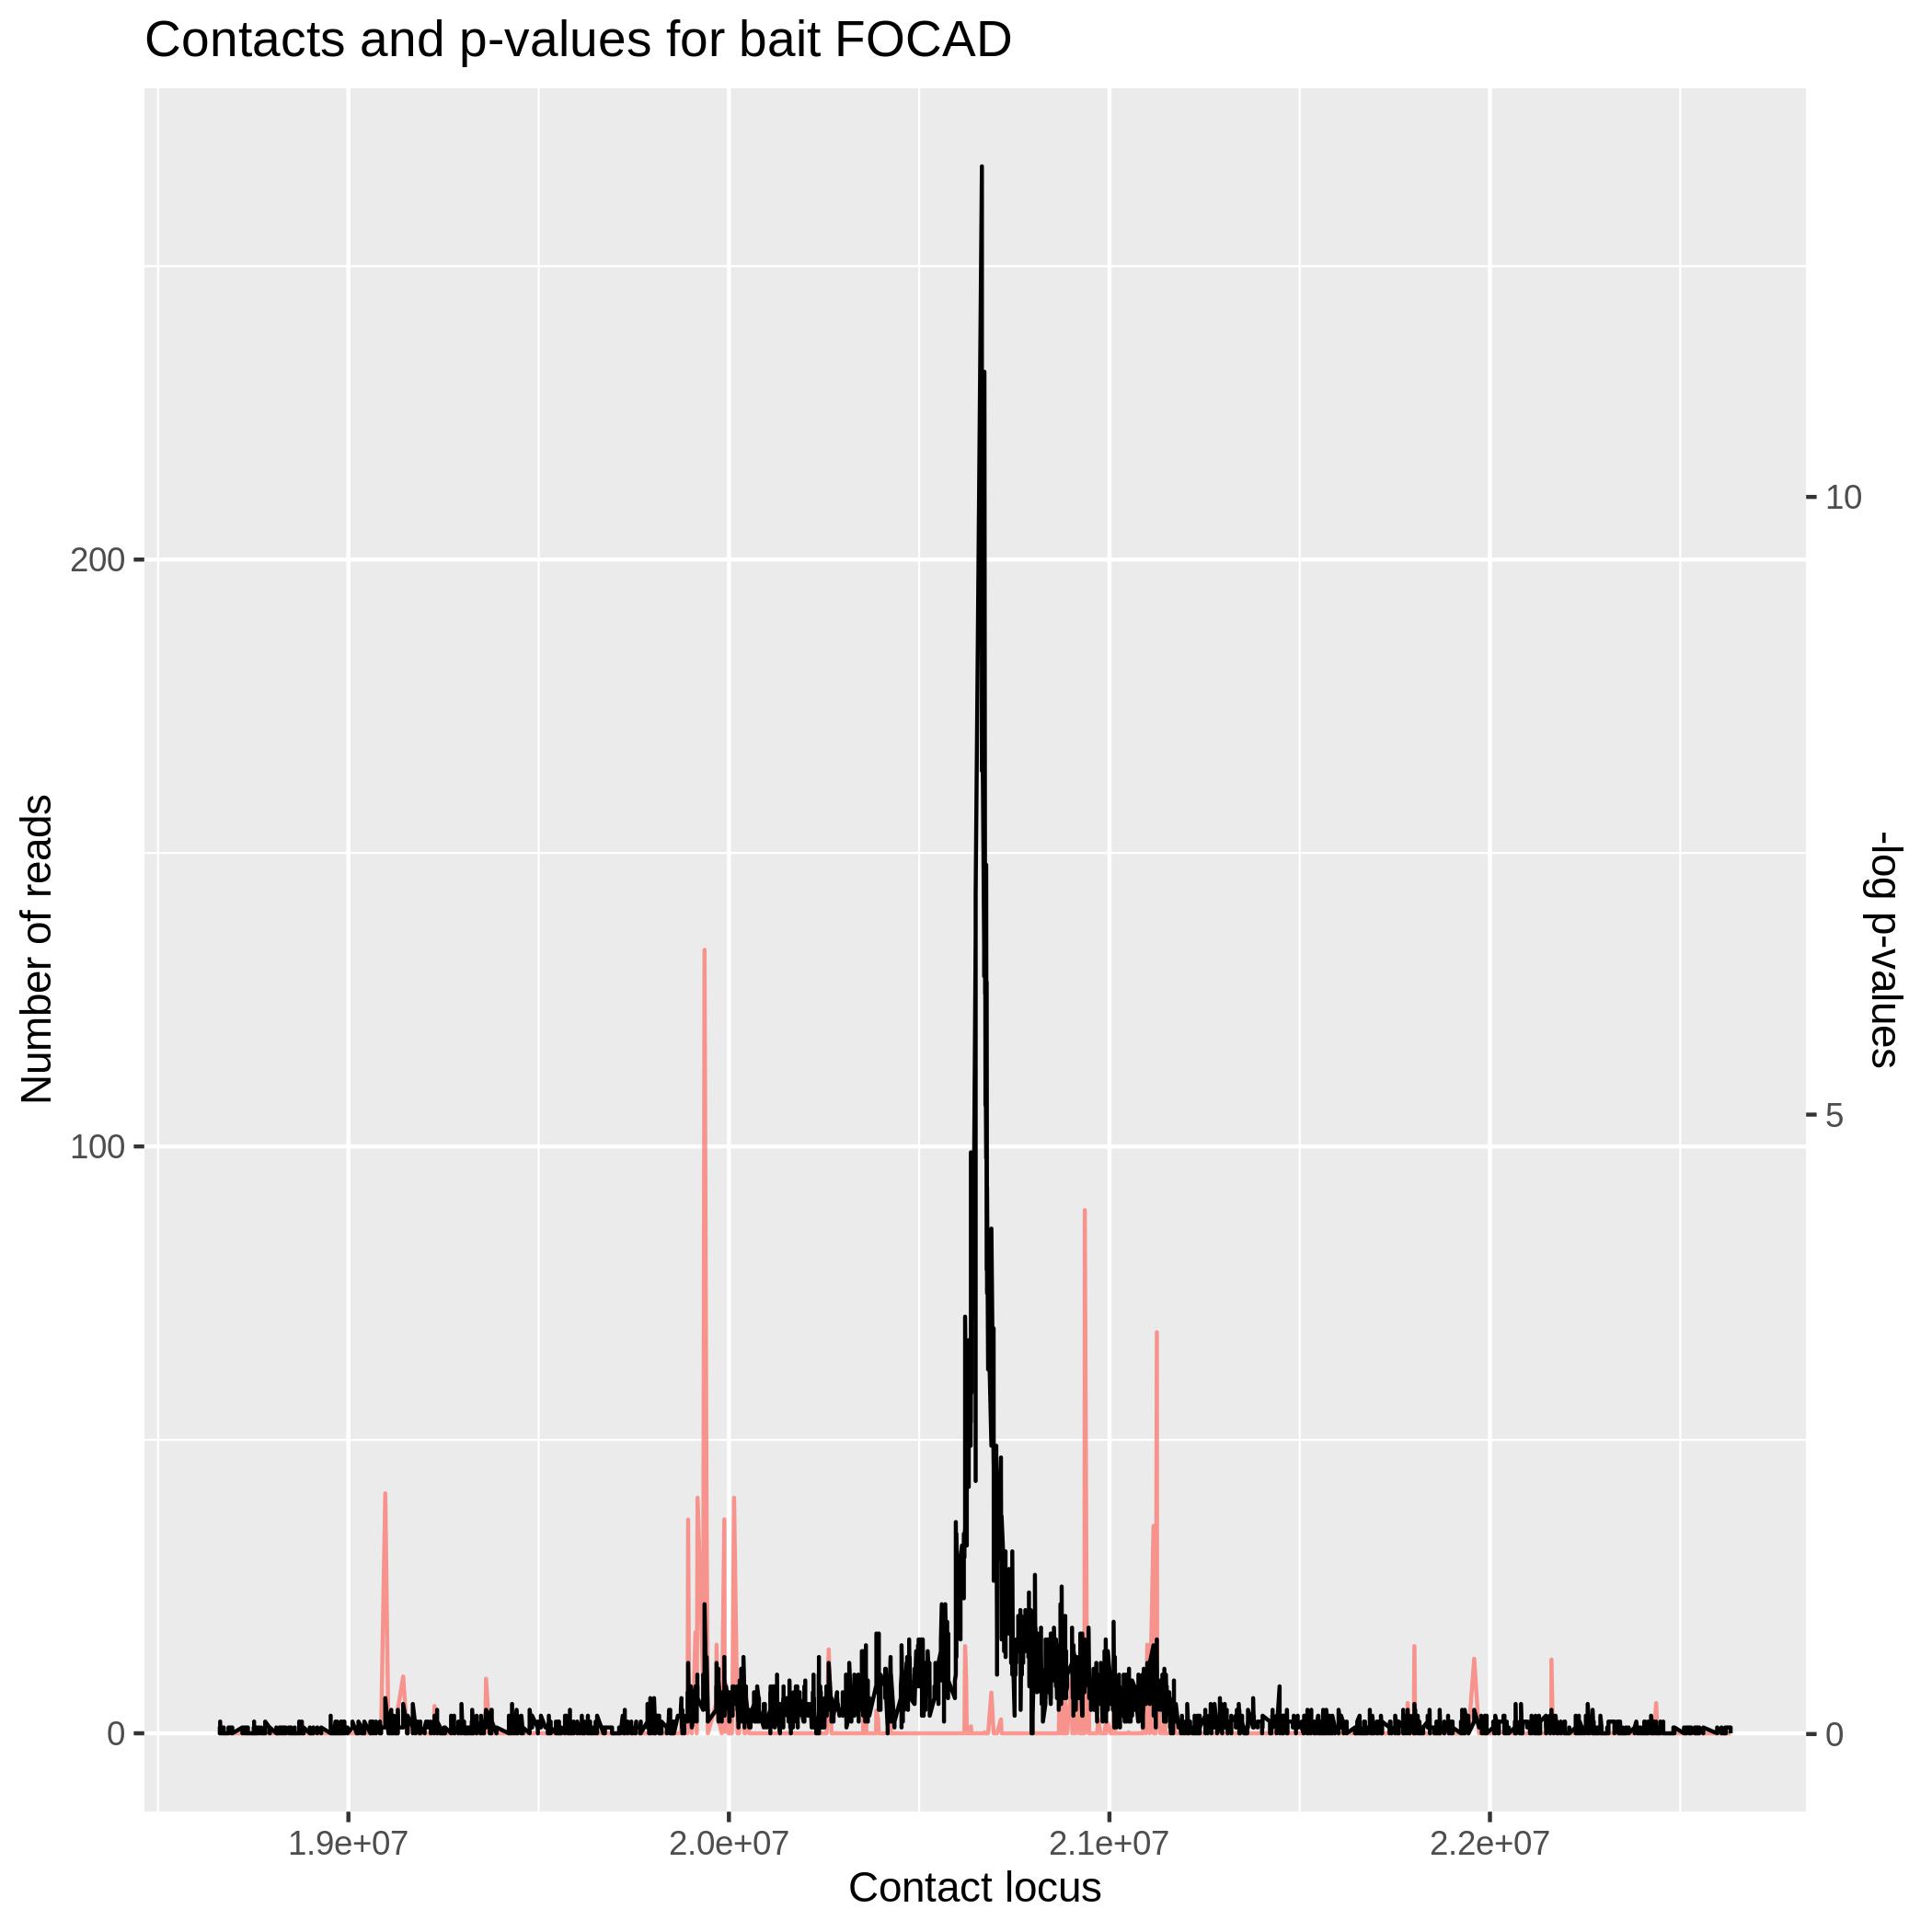 Contacts and p-values for bait FOCAD
Number of reads
200
100
0
10
5
0
-log p-values
1.9e+07
2.0e+07
2.1e+07
2.2e+07
Contact locus